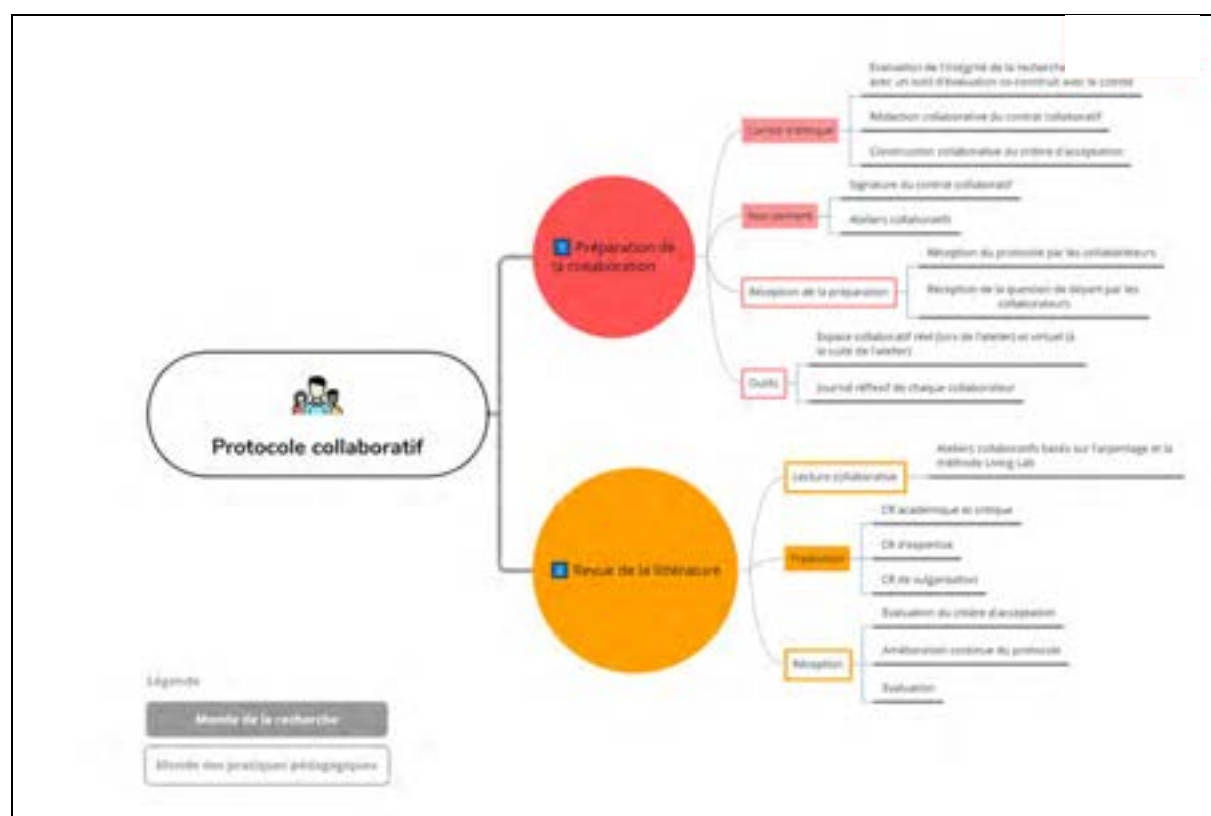 Evaluation de l'intégrité de la recherche
avec un outil d'évaluation co-construit avec le comité
Comité d'éthique
Rédaction collaborative du contrat collaboratif
Construction collaborative du critère d'acceptation
Signature du contrat collaboratif
Recrutement
Ateliers collaboratifs
Préparation de
la collaboration
Réception du protocole par les collaborateurs
Réception de la préparation
Réception de la question de départ par les
collaborateurs
Espace collaboratif réel (lors de l'atelier) et virtuel (à
la suite de l'atelier)
Outils
Journal réflexif de chaque collaborateur
Protocole collaboratif
Ateliers collaboratifs basés sur l'arpentage et la
méthode Living Lab
Lecture collaborative
CR académique et critique
CR d'expertise
CR de vulgarisation
Revue de la littérature
Evaluation du critère d'acceptation
Amélioration continue du protocole
Réception
Evaluation
Légende
Monde de la recherche
Monde des pratiques pédagogiques